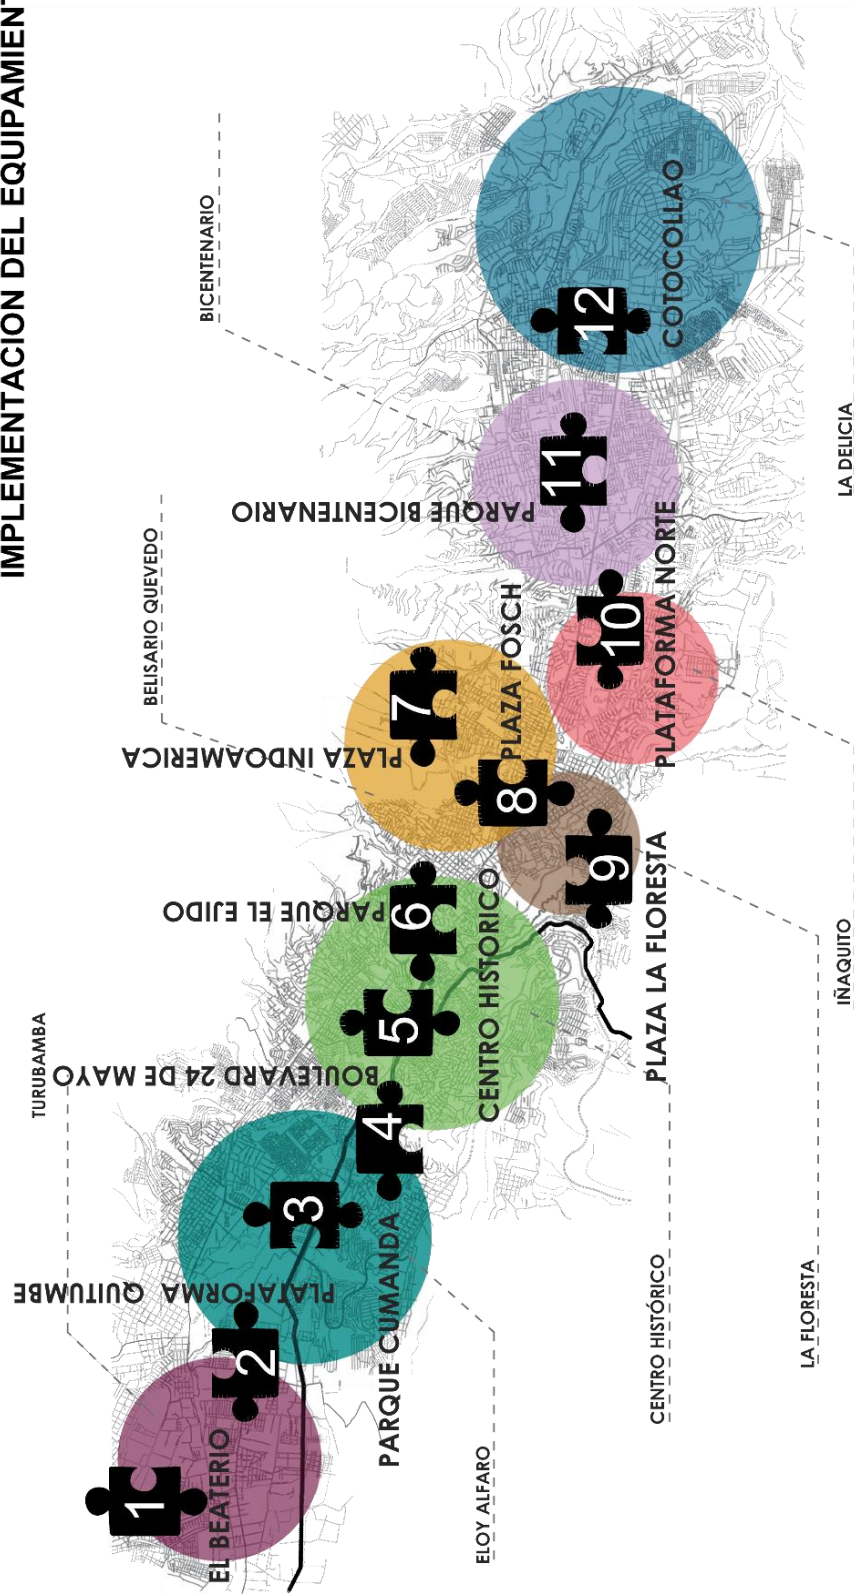 IMPLEMENTACION DEL EQUIPAMIEN
TURUBAMBA
BELISARIO QUEVEDO
BICENTENARIO
PLATAFORMA QUITUMBE
BOULEVARD 24 DE MAYO
PARQUE EL EJIDO
PLAZA INDOAMERICA
PARQUE BICENTENARIO
1
2
3
4
5
6
7
8
9
10
11
12
EL BEATERIO
PARQUE CUMANDA
CENTRO HISTORICO
PLAZA FOSCH
PLAZA LA FLORESTA
PLATAFORMA NORTE
COTOCOLLAO
ELOY ALFARO
CENTRO HISTÓRICO
LA FLORESTA
IÑAQUITO
LA DELICIA